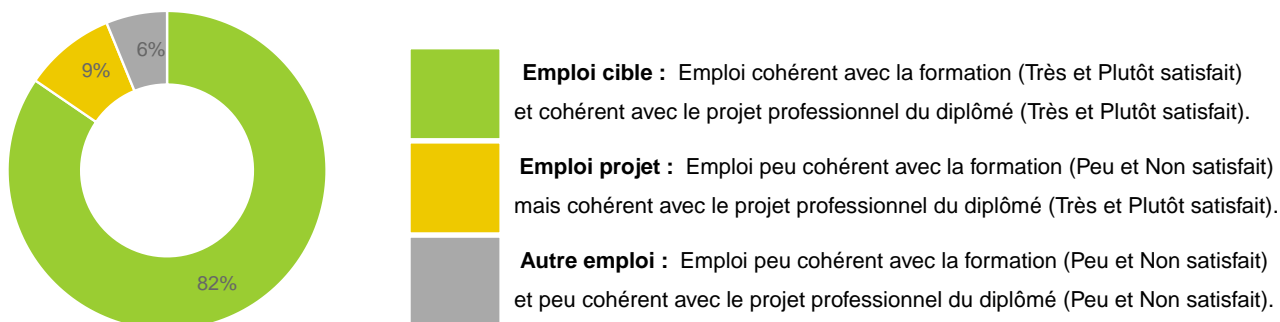 6%
9%
82%
Emploi cible : Emploi cohérent avec la formation (Très et Plutôt satisfait)
et cohérent avec le projet professionnel du diplômé (Très et Plutôt satisfait).
Emploi projet : Emploi peu cohérent avec la formation (Peu et Non satisfait)
mais cohérent avec le projet professionnel du diplômé (Très et Plutôt satisfait).
Autre emploi : Emploi peu cohérent avec la formation (Peu et Non satisfait)
et peu cohérent avec le projet professionnel du diplômé (Peu et Non satisfait).